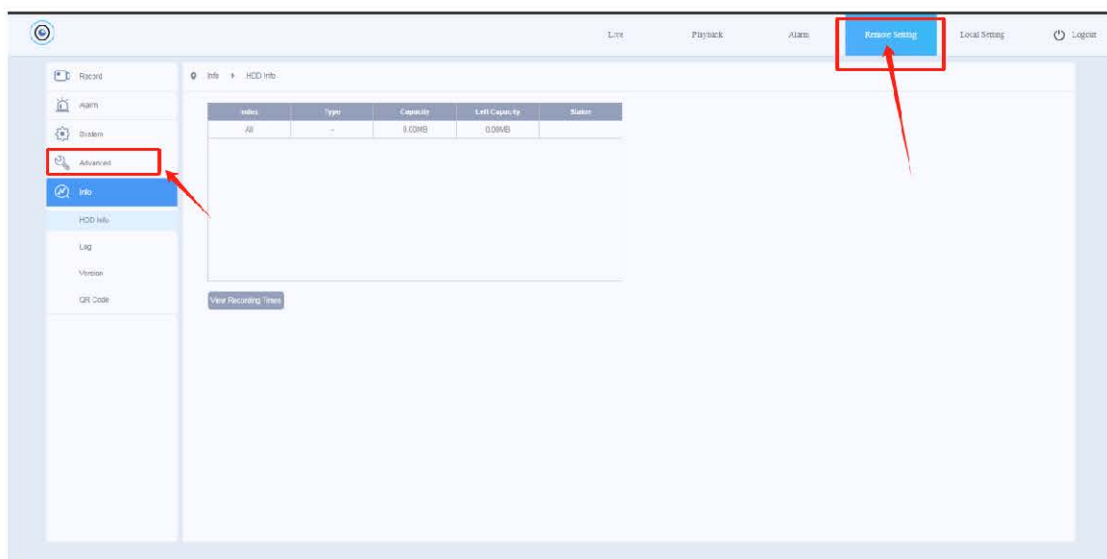 Live Playback Alarm Remove Setting Local Setting Logout
Record
Info HDD Info
Alarm
Index Type Capacity Left Capacity Status
All - 0.00MB 0.00MB
System
Advanced
Info
HDD Info
Log
Version
QR Code
View Recording Times